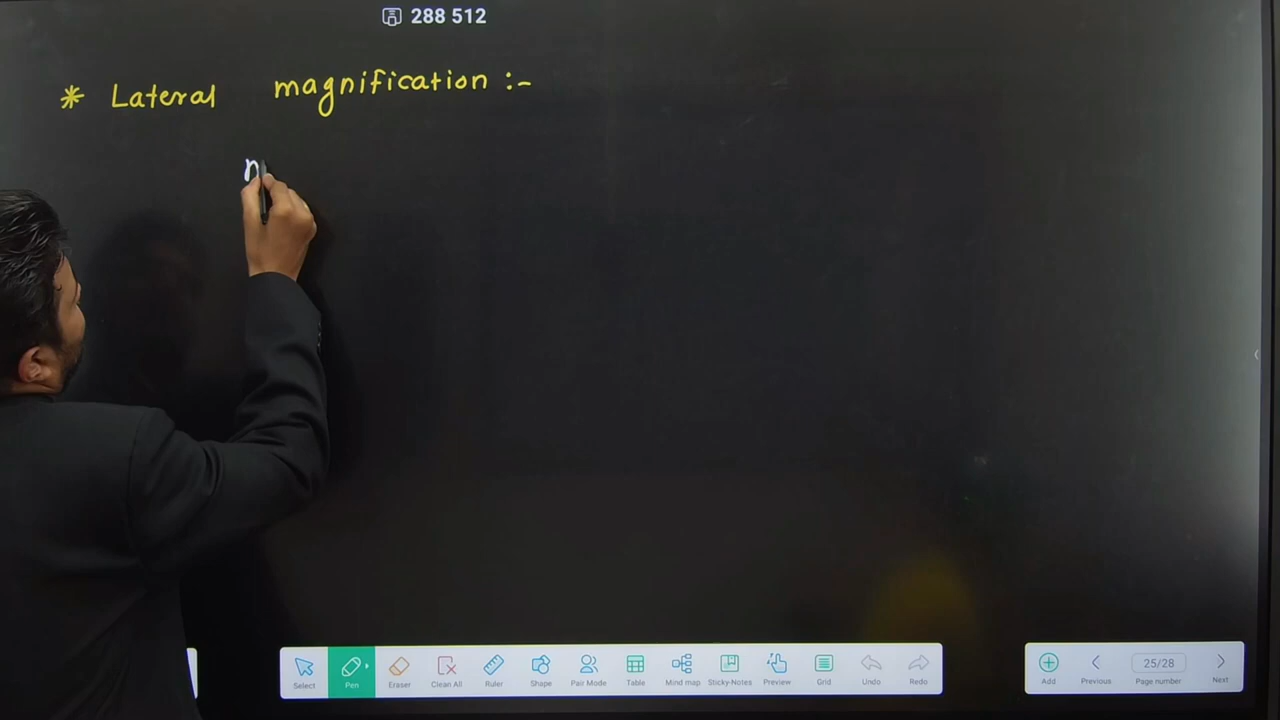 288 512
* Lateral magnification :-
Select Pen Eraser Clean All Ruler Shape Pair Mode Table Mind map Sticky-Notes Preview Grid Undo Redo
Add Previous 25/28 Page number Next